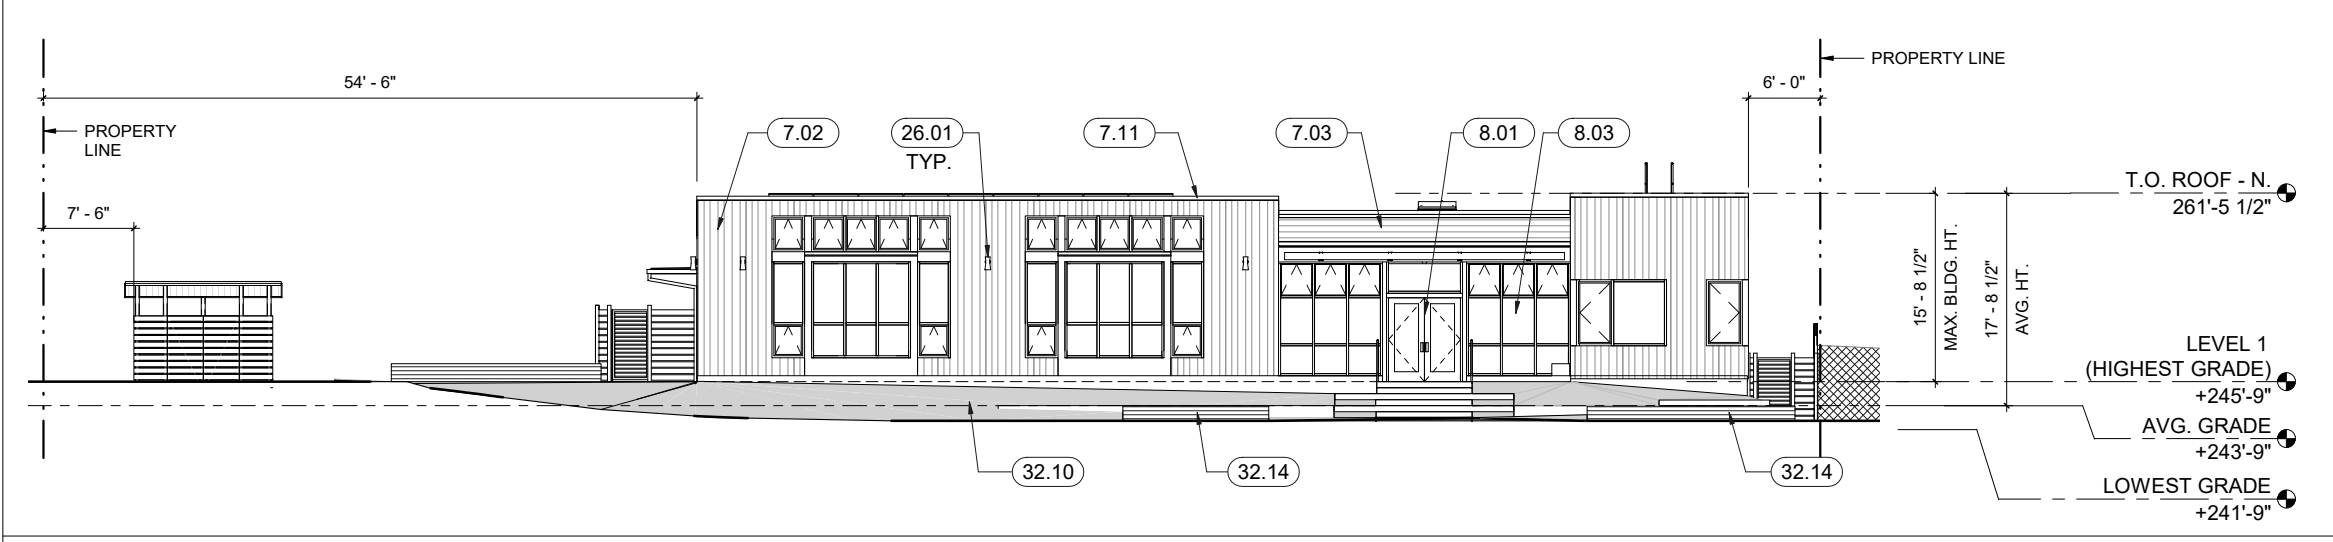 PROPERTY LINE
54' - 6"
6' - 0"
PROPERTY
LINE
7.02
26.01
TYP.
7.11
7.03
8.01
8.03
T.O. ROOF - N.
261'-5 1/2"
7' - 6"
15' - 8 1/2"
MAX. BLDG. HT.
17' - 8 1/2"
AVG. HT.
LEVEL 1
(HIGHEST GRADE)
+245'-9"
AVG. GRADE
+243'-9"
32.10
32.14
32.14
LOWEST GRADE
+241'-9"